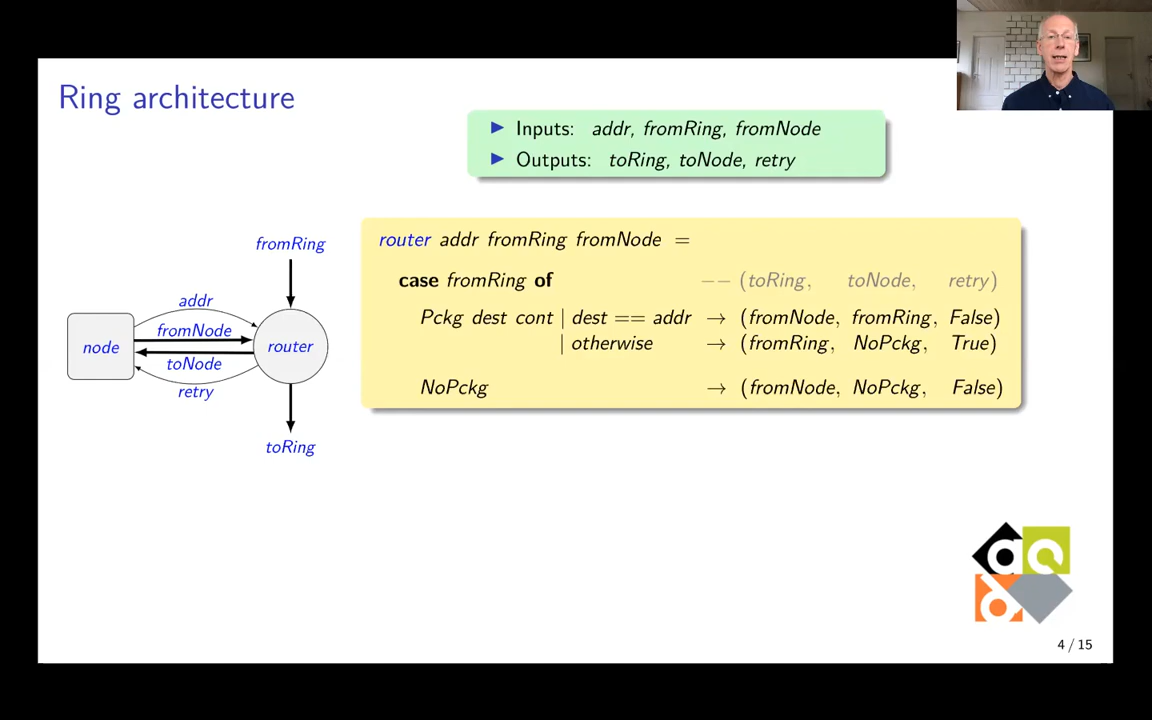 Ring architecture
▶ Inputs: addr, fromRing, fromNode
▶ Outputs: toRing, toNode, retry
fromRing
addr
fromNode
node
router
toNode
retry
toRing
router addr fromRing fromNode =
case fromRing of -- (toRing, toNode, retry)
Pckg dest cont | dest == addr → (fromNode, fromRing, False)
| otherwise → (fromRing, NoPckg, True)
NoPckg → (fromNode, NoPckg, False)
4 / 15